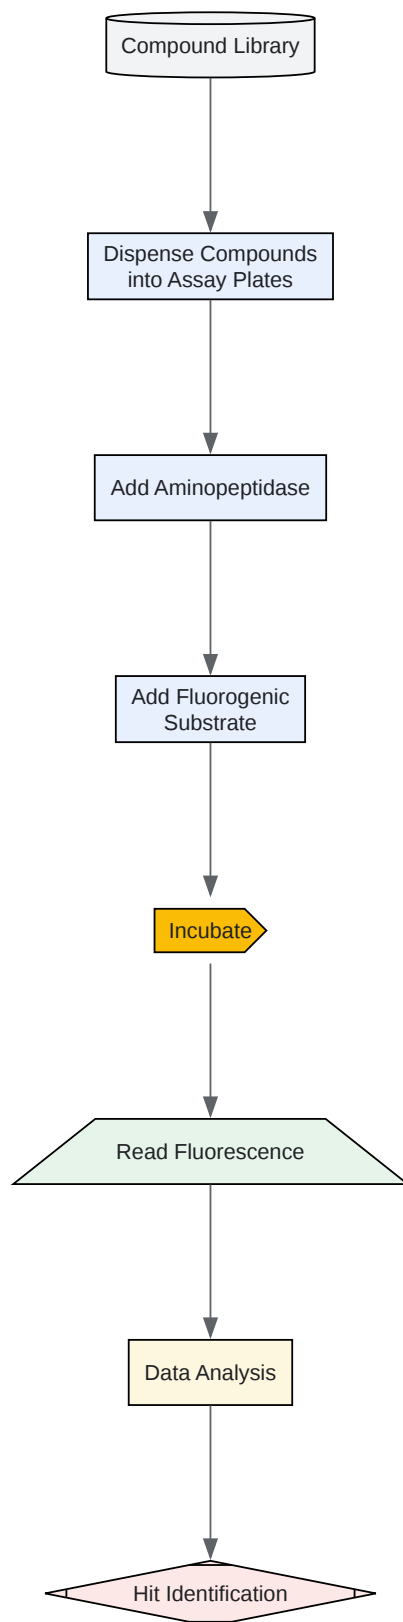 Compound Library
Dispense Compounds
into Assay Plates
Add Aminopeptidase
Add Fluorogenic
Substrate
Incubate
Read Fluorescence
Data Analysis
Hit Identification